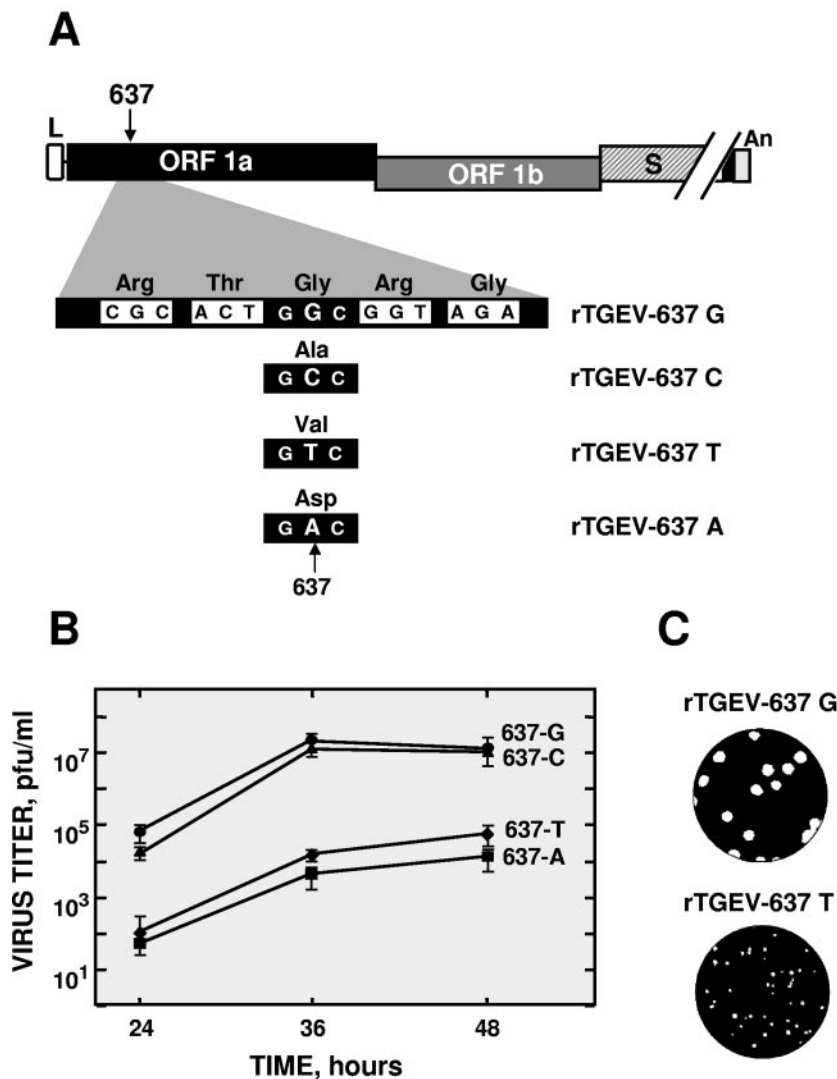 A
637
L
An
ORF 1a
ORF 1b
S
Arg Thr Gly Arg Gly
C G C A C T G G C G G T A G A rTGEV-637 G
Ala
G C C rTGEV-637 C
Val
G T C rTGEV-637 T
Asp
G A C rTGEV-637 A
637
B
C
VIRUS TITER, pfu/ml
10^7
10^5
10^3
10^1
637-G
637-C
637-T
637-A
24 36 48
TIME, hours
rTGEV-637 G
rTGEV-637 T